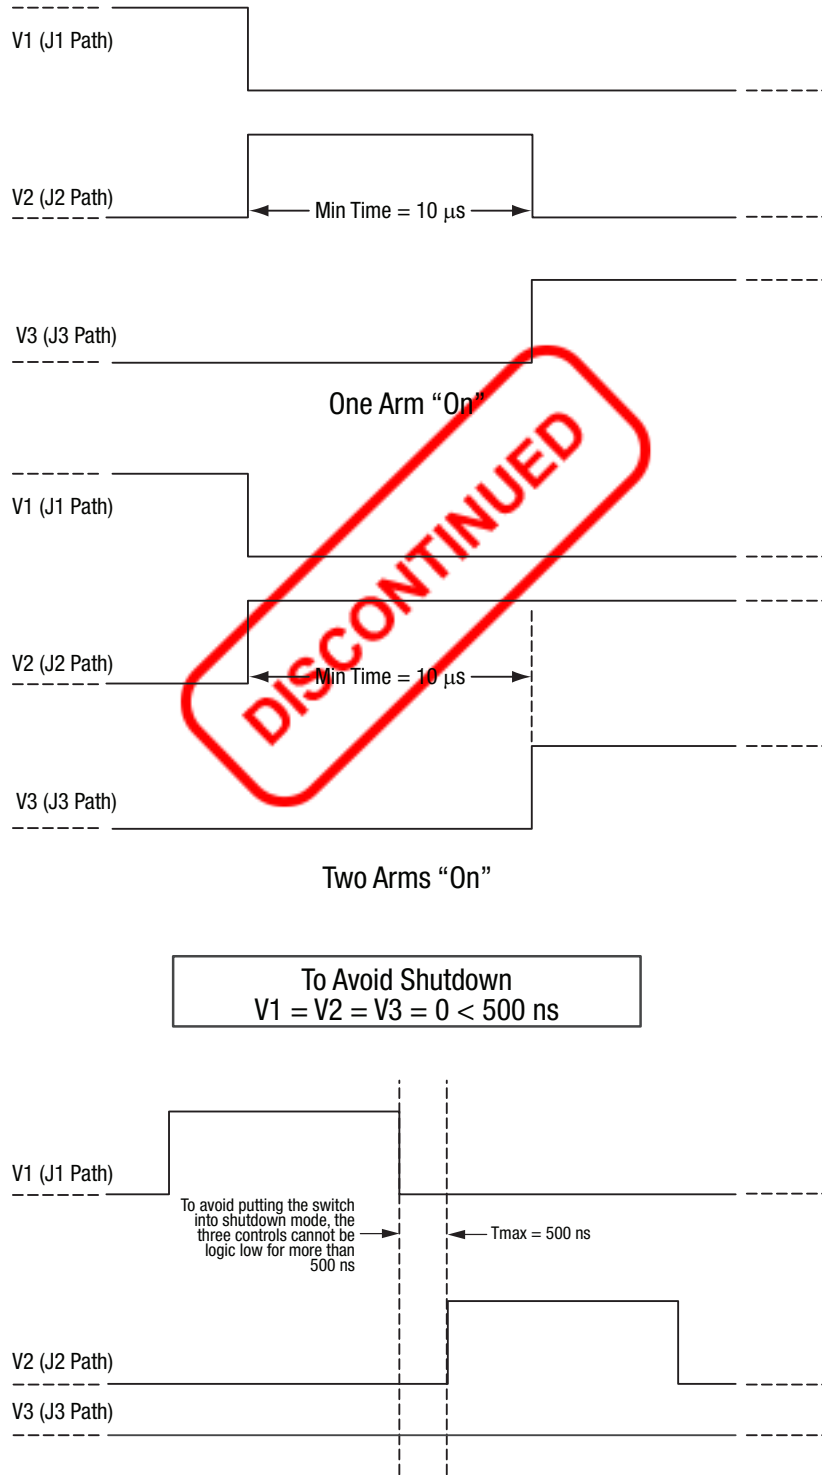 V1 (J1 Path)
V2 (J2 Path)
Min Time = 10 μs
V3 (J3 Path)
One Arm “On”
V1 (J1 Path)
V2 (J2 Path)
Min Time = 10 μs
V3 (J3 Path)
DISCONTINUED
Two Arms “On”
To Avoid Shutdown
V1 = V2 = V3 = 0 < 500 ns
V1 (J1 Path)
To avoid putting the switch
into shutdown mode, the
three controls cannot be
logic low for more than
500 ns
Tmax = 500 ns
V2 (J2 Path)
V3 (J3 Path)